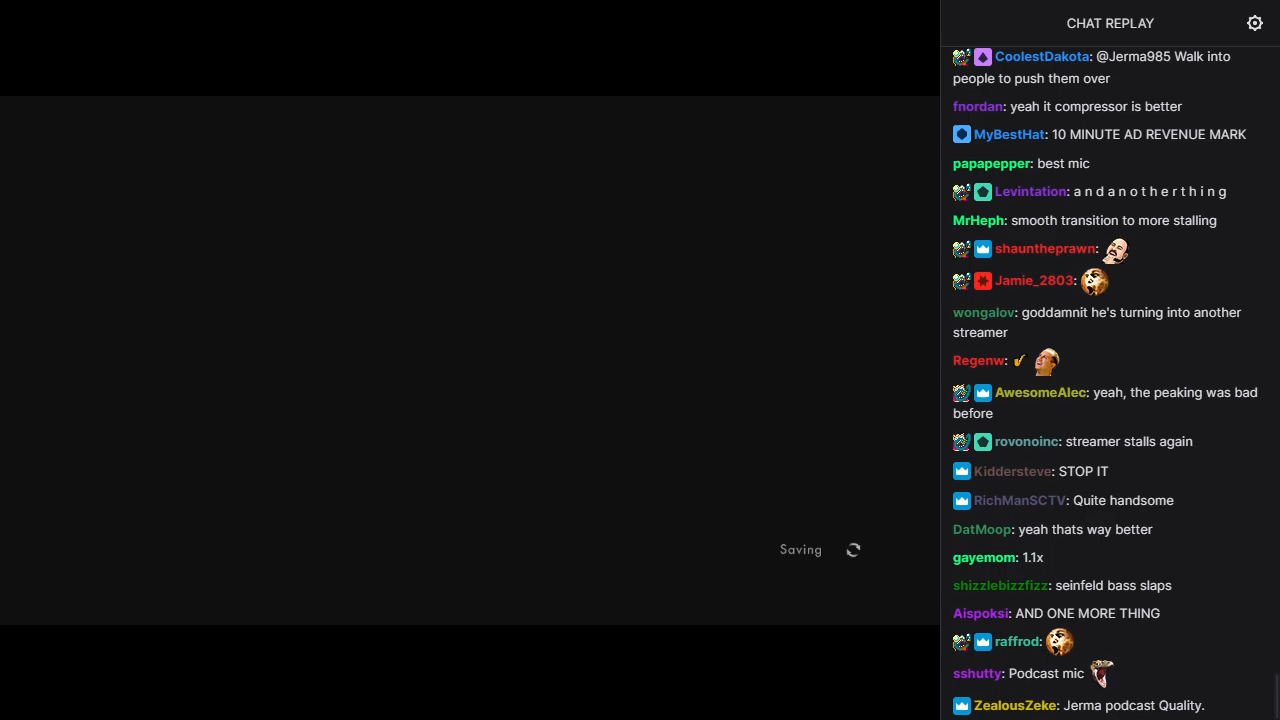 CHAT REPLAY
CoolestDakota: @Jerma985 Walk into
people to push them over
fnordan: yeah it compressor is better
MyBestHat: 10 MINUTE AD REVENUE MARK
papapepper: best mic
Levintation: a n d a n o t h e r t h i n g
MrHeph: smooth transition to more stalling
shauntheprawn:
Jamie_2803:
wongalov: goddamnit he's turning into another
streamer
Regenw:
AwesomeAlec: yeah, the peaking was bad
before
rovonoinc: streamer stalls again
Kiddersteve: STOP IT
RichManSCTV: Quite handsome
DatMoop: yeah thats way better
Saving
gayemom: 1.1x
shizzlebizzfizz: seinfeld bass slaps
Aispoksi: AND ONE MORE THING
raffrod:
sshutty: Podcast mic
ZealousZeke: Jerma podcast Quality.